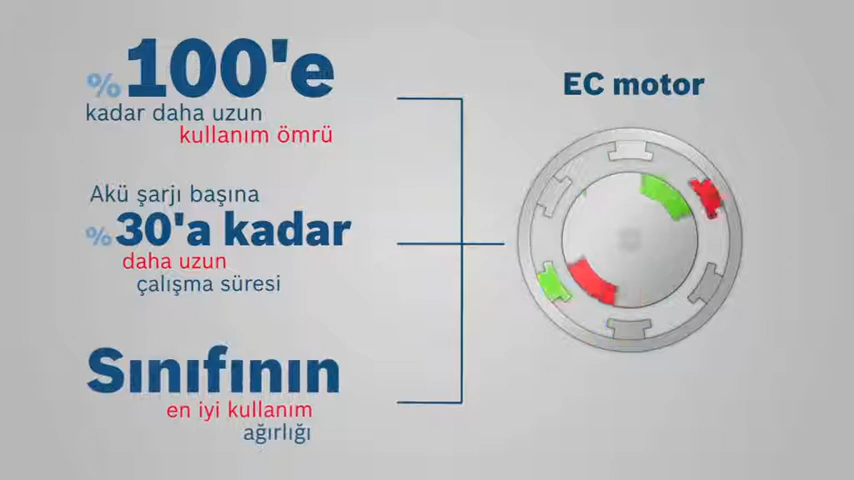 %100'e
kadar daha uzun
kullanım ömrü
Akü şarjı başına
%30'a kadar
daha uzun
çalışma süresi
Sınıfının
en iyi kullanım
ağırlığı
EC motor